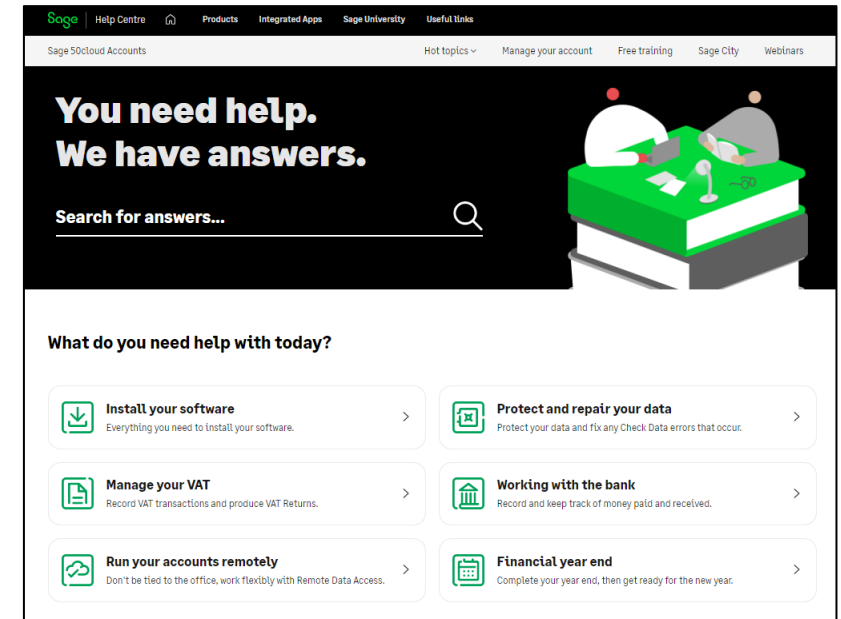 Sage Help Centre Products Integrated Apps Sage University Useful links
Sage 50cloud Accounts Hot topics Manage your account Free training Sage City Webinars
You need help.
We have answers.
Search for answers...
What do you need help with today?
Install your software
Everything you need to install your software.
Protect and repair your data
Protect your data and fix any Check Data errors that occur.
Manage your VAT
Record VAT transactions and produce VAT Returns.
Working with the bank
Record and keep track of money paid and received.
Run your accounts remotely
Don't be tied to the office, work flexibly with Remote Data Access.
Financial year end
Complete your year end, then get ready for the new year.